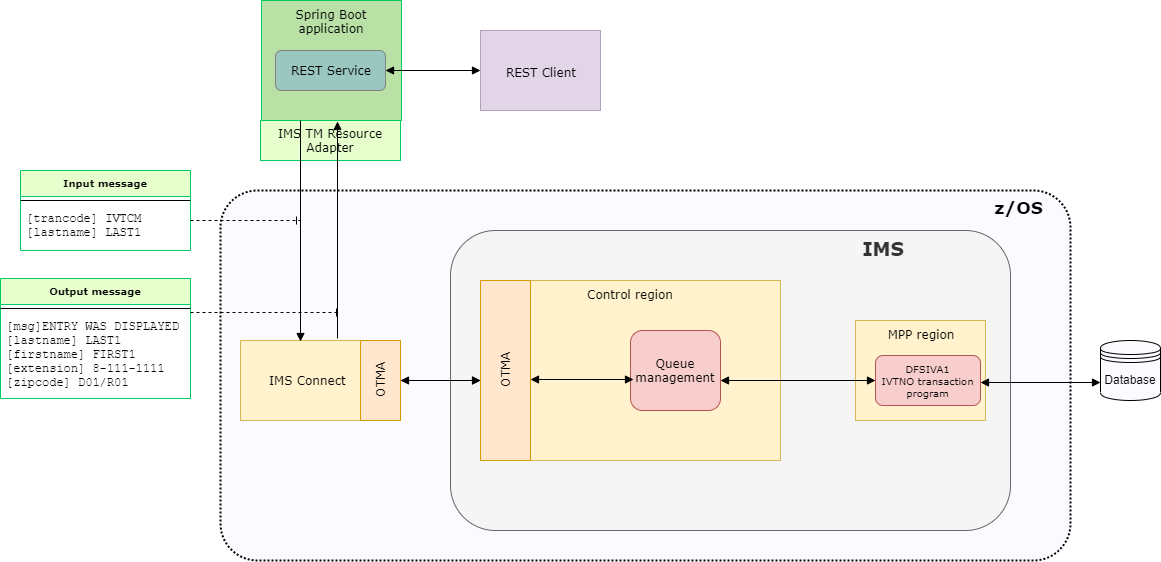 Spring Boot
application
REST Service
REST Client
IMS TM Resource
Adapter
Input message
[trancode] IVTCM
[lastname] LAST1
z/OS
IMS
Output message
[msg]ENTRY WAS DISPLAYED
[lastname] LAST1
[firstname] FIRST1
[extension] 8-111-1111
[zipcode] D01/R01
IMS Connect
OTMA
OTMA
Control region
Queue
management
MPP region
DFSIVA1
IVTNO transaction
program
Database